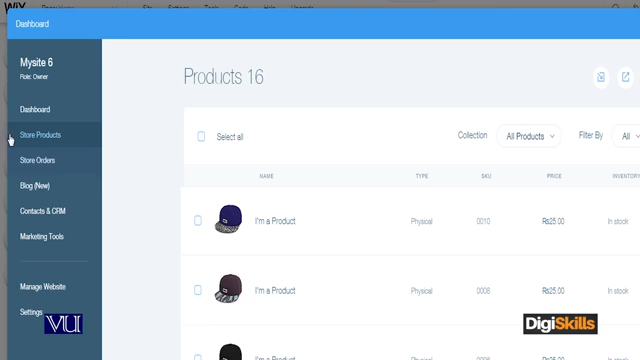 WiX
Dashboard
Mysite 6
Role: Owner
Dashboard
Store Products
Store Orders
Blog (New)
Contacts & CRM
Marketing Tools
Manage Website
Settings
VU
Products 16
Select all
Collection All Products Filter By All
NAME TYPE SKU PRICE INVENTORY
I'm a Product Physical 0010 Rs25.00 In stock
I'm a Product Physical 0008 Rs25.00 In stock
DigiSkills